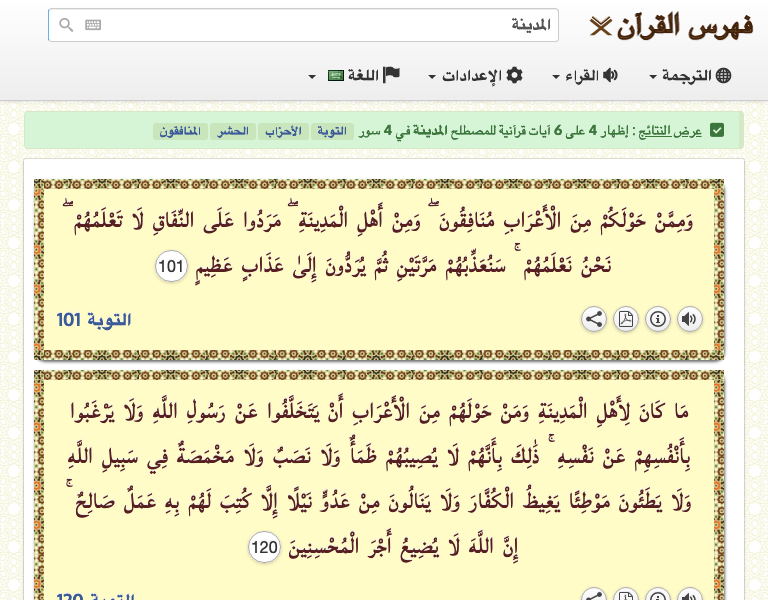 فهرس القرآن
المدينة
الترجمة القراء الإعدادات اللغة
عرض النتائج : إظهار 4 على 6 آيات قرآنية للمصطلح المدينة في 4 سور التوبة الأحزاب الحشر المنافقون
وَمِمَّنْ حَوْلَكُمْ مِنَ الْأَعْرَابِ مُنَافِقُونَ ۖ وَمِنْ أَهْلِ الْمَدِينَةِ ۖ مَرَدُوا عَلَى النِّفَاقِ لَا تَعْلَمُهُمْ ۖ
نَحْنُ نَعْلَمُهُمْ ۚ سَنُعَذِّبُهُمْ مَرَّتَيْنِ ثُمَّ يُرَدُّونَ إِلَىٰ عَذَابٍ عَظِيمٍ 101
التوبة 101
مَا كَانَ لِأَهْلِ الْمَدِينَةِ وَمَنْ حَوْلَهُمْ مِنَ الْأَعْرَابِ أَنْ يَتَخَلَّفُوا عَنْ رَسُولِ اللَّهِ وَلَا يَرْغَبُوا
بِأَنْفُسِهِمْ عَنْ نَفْسِهِ ۚ ذَٰلِكَ بِأَنَّهُمْ لَا يُصِيبُهُمْ ظَمَأٌ وَلَا نَصَبٌ وَلَا مَخْمَصَةٌ فِي سَبِيلِ اللَّهِ
وَلَا يَطَئُونَ مَوْطِئًا يَغِيظُ الْكُفَّارَ وَلَا يَنَالُونَ مِنْ عَدُوٍّ نَيْلًا إِلَّا كُتِبَ لَهُمْ بِهِ عَمَلٌ صَالِحٌ ۚ
إِنَّ اللَّهَ لَا يُضِيعُ أَجْرَ الْمُحْسِنِينَ 120
التوبة 120